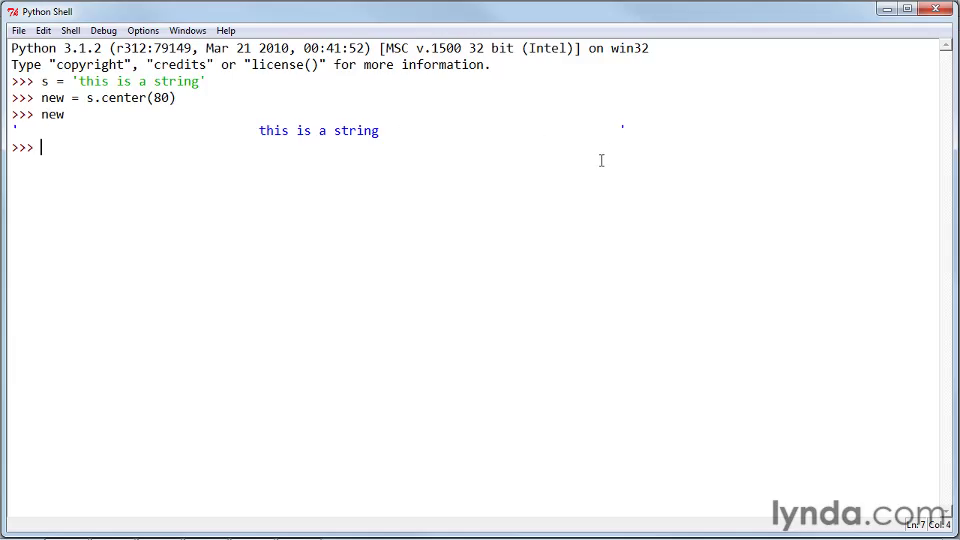 Python Shell
File Edit Shell Debug Options Windows Help
Python 3.1.2 (r312:79149, Mar 21 2010, 00:41:52) [MSC v.1500 32 bit (Intel)] on win32
Type "copyright", "credits" or "license()" for more information.
>>> s = 'this is a string'
>>> new = s.center(80)
>>> new
'                                this is a string                                '
>>>
lynda.com
Ln: 7 Col: 4